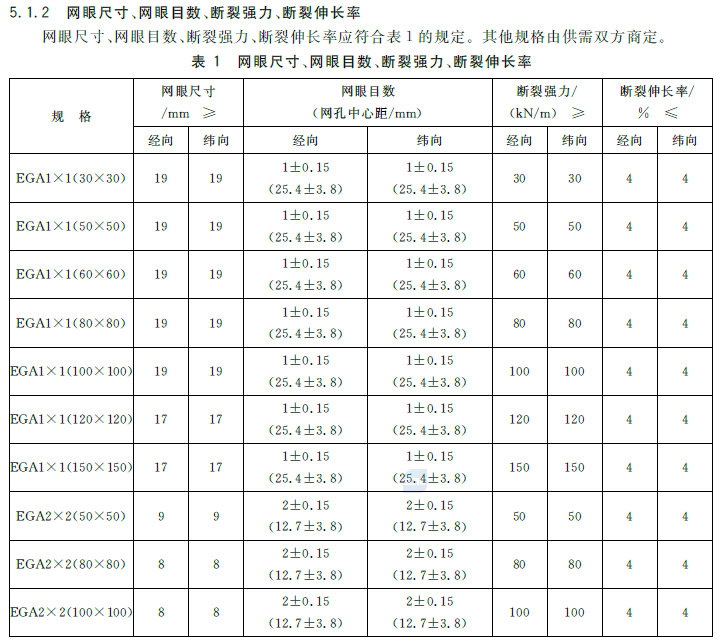 5.1.2 网眼尺寸、网眼目数、断裂强力、断裂伸长率
网眼尺寸、网眼目数、断裂强力、断裂伸长率应符合表1的规定。其他规格由供需双方商定。
表 1 网眼尺寸、网眼目数、断裂强力、断裂伸长率
规 格 网眼尺寸/mm ≥ 网眼目数(网孔中心距/mm) 断裂强力/(kN/m) ≥ 断裂伸长率/% ≤
经向 纬向 经向 纬向 经向 纬向 经向 纬向
EGA1×1(30×30) 19 19 1±0.15(25.4±3.8) 1±0.15(25.4±3.8) 30 30 4 4
EGA1×1(50×50) 19 19 1±0.15(25.4±3.8) 1±0.15(25.4±3.8) 50 50 4 4
EGA1×1(60×60) 19 19 1±0.15(25.4±3.8) 1±0.15(25.4±3.8) 60 60 4 4
EGA1×1(80×80) 19 19 1±0.15(25.4±3.8) 1±0.15(25.4±3.8) 80 80 4 4
EGA1×1(100×100) 19 19 1±0.15(25.4±3.8) 1±0.15(25.4±3.8) 100 100 4 4
EGA1×1(120×120) 17 17 1±0.15(25.4±3.8) 1±0.15(25.4±3.8) 120 120 4 4
EGA1×1(150×150) 17 17 1±0.15(25.4±3.8) 1±0.15(25.4±3.8) 150 150 4 4
EGA2×2(50×50) 9 9 2±0.15(12.7±3.8) 2±0.15(12.7±3.8) 50 50 4 4
EGA2×2(80×80) 8 8 2±0.15(12.7±3.8) 2±0.15(12.7±3.8) 80 80 4 4
EGA2×2(100×100) 8 8 2±0.15(12.7±3.8) 2±0.15(12.7±3.8) 100 100 4 4